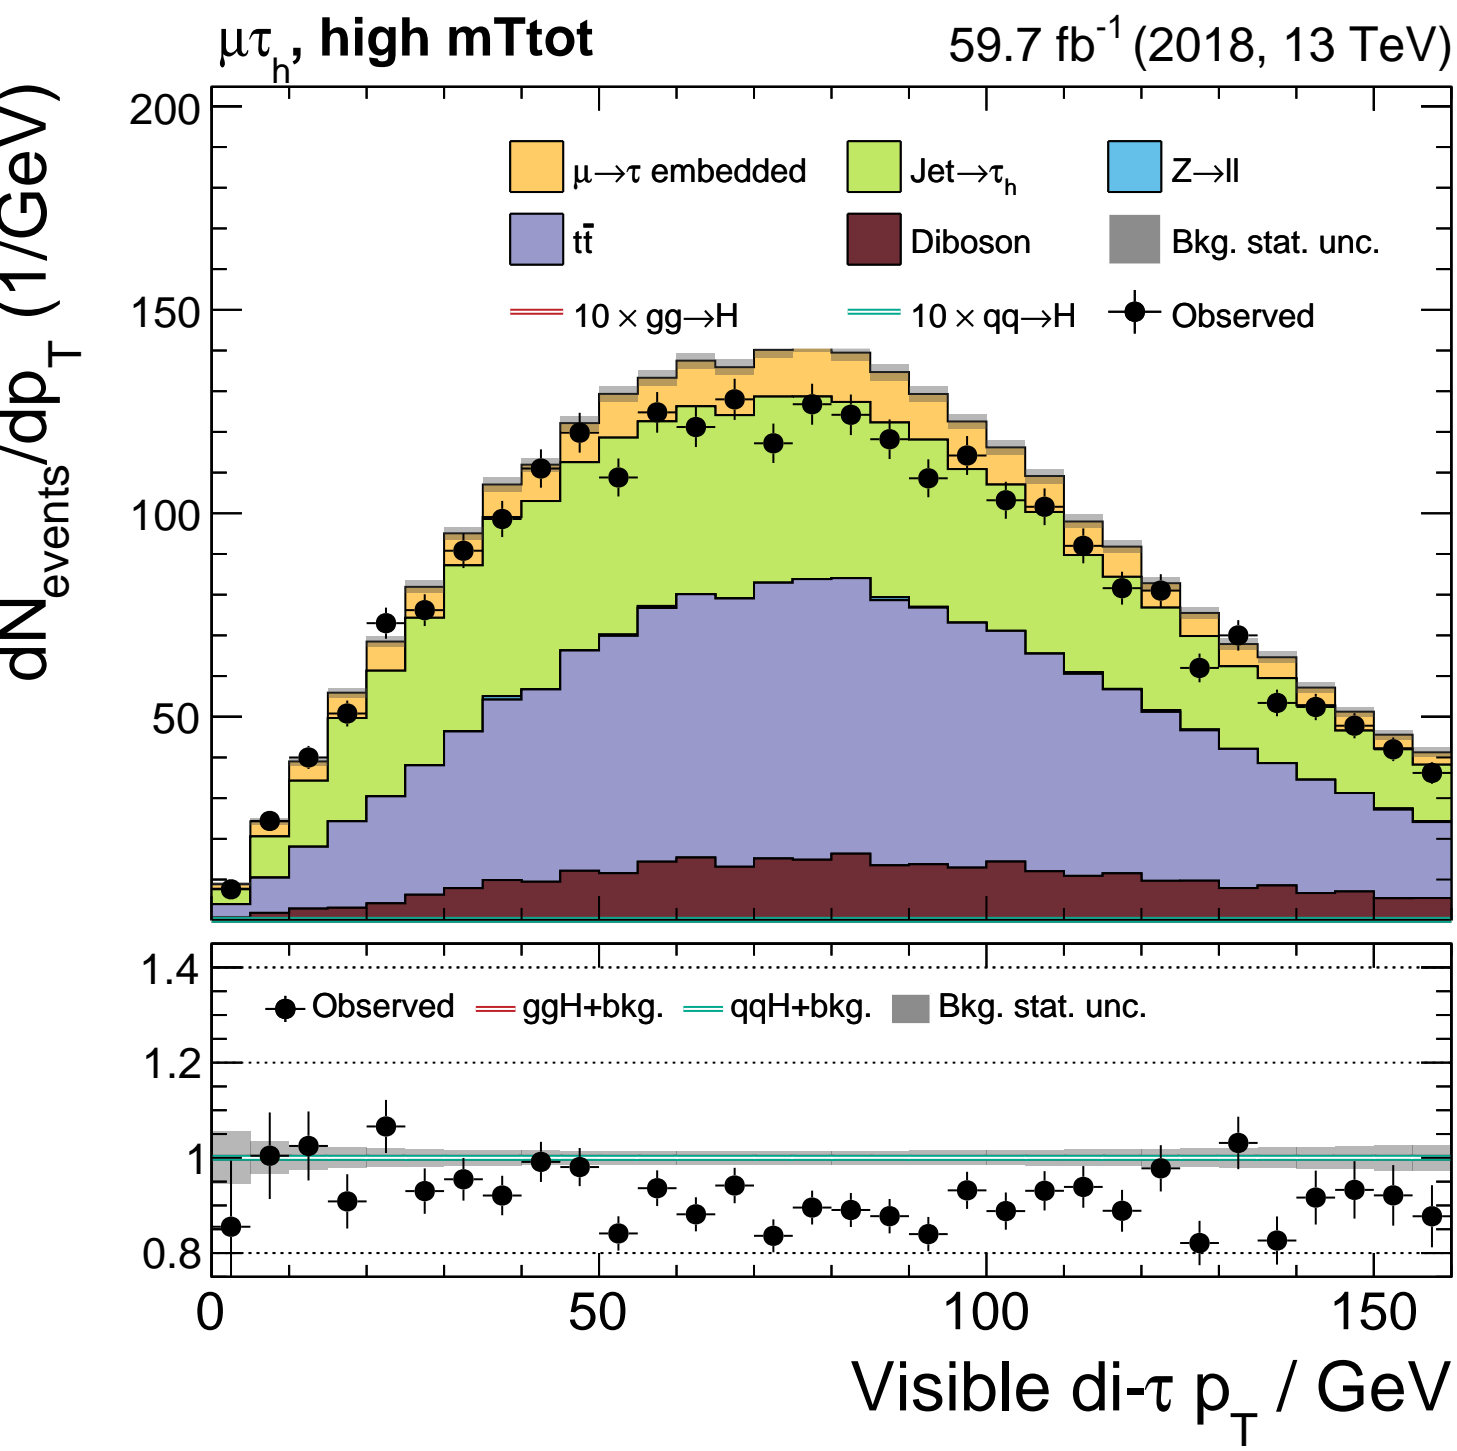 μτh, high mTtot
59.7 fb-1 (2018, 13 TeV)
dNevents/dpT (1/GeV)
200
150
100
50
μ→τ embedded
Jet→τh
Z→ll
tt̄
Diboson
Bkg. stat. unc.
10 × gg→H
10 × qq→H
Observed
1.4
1.2
1
0.8
Observed
ggH+bkg.
qqH+bkg.
Bkg. stat. unc.
0
50
100
150
Visible di-τ pT / GeV